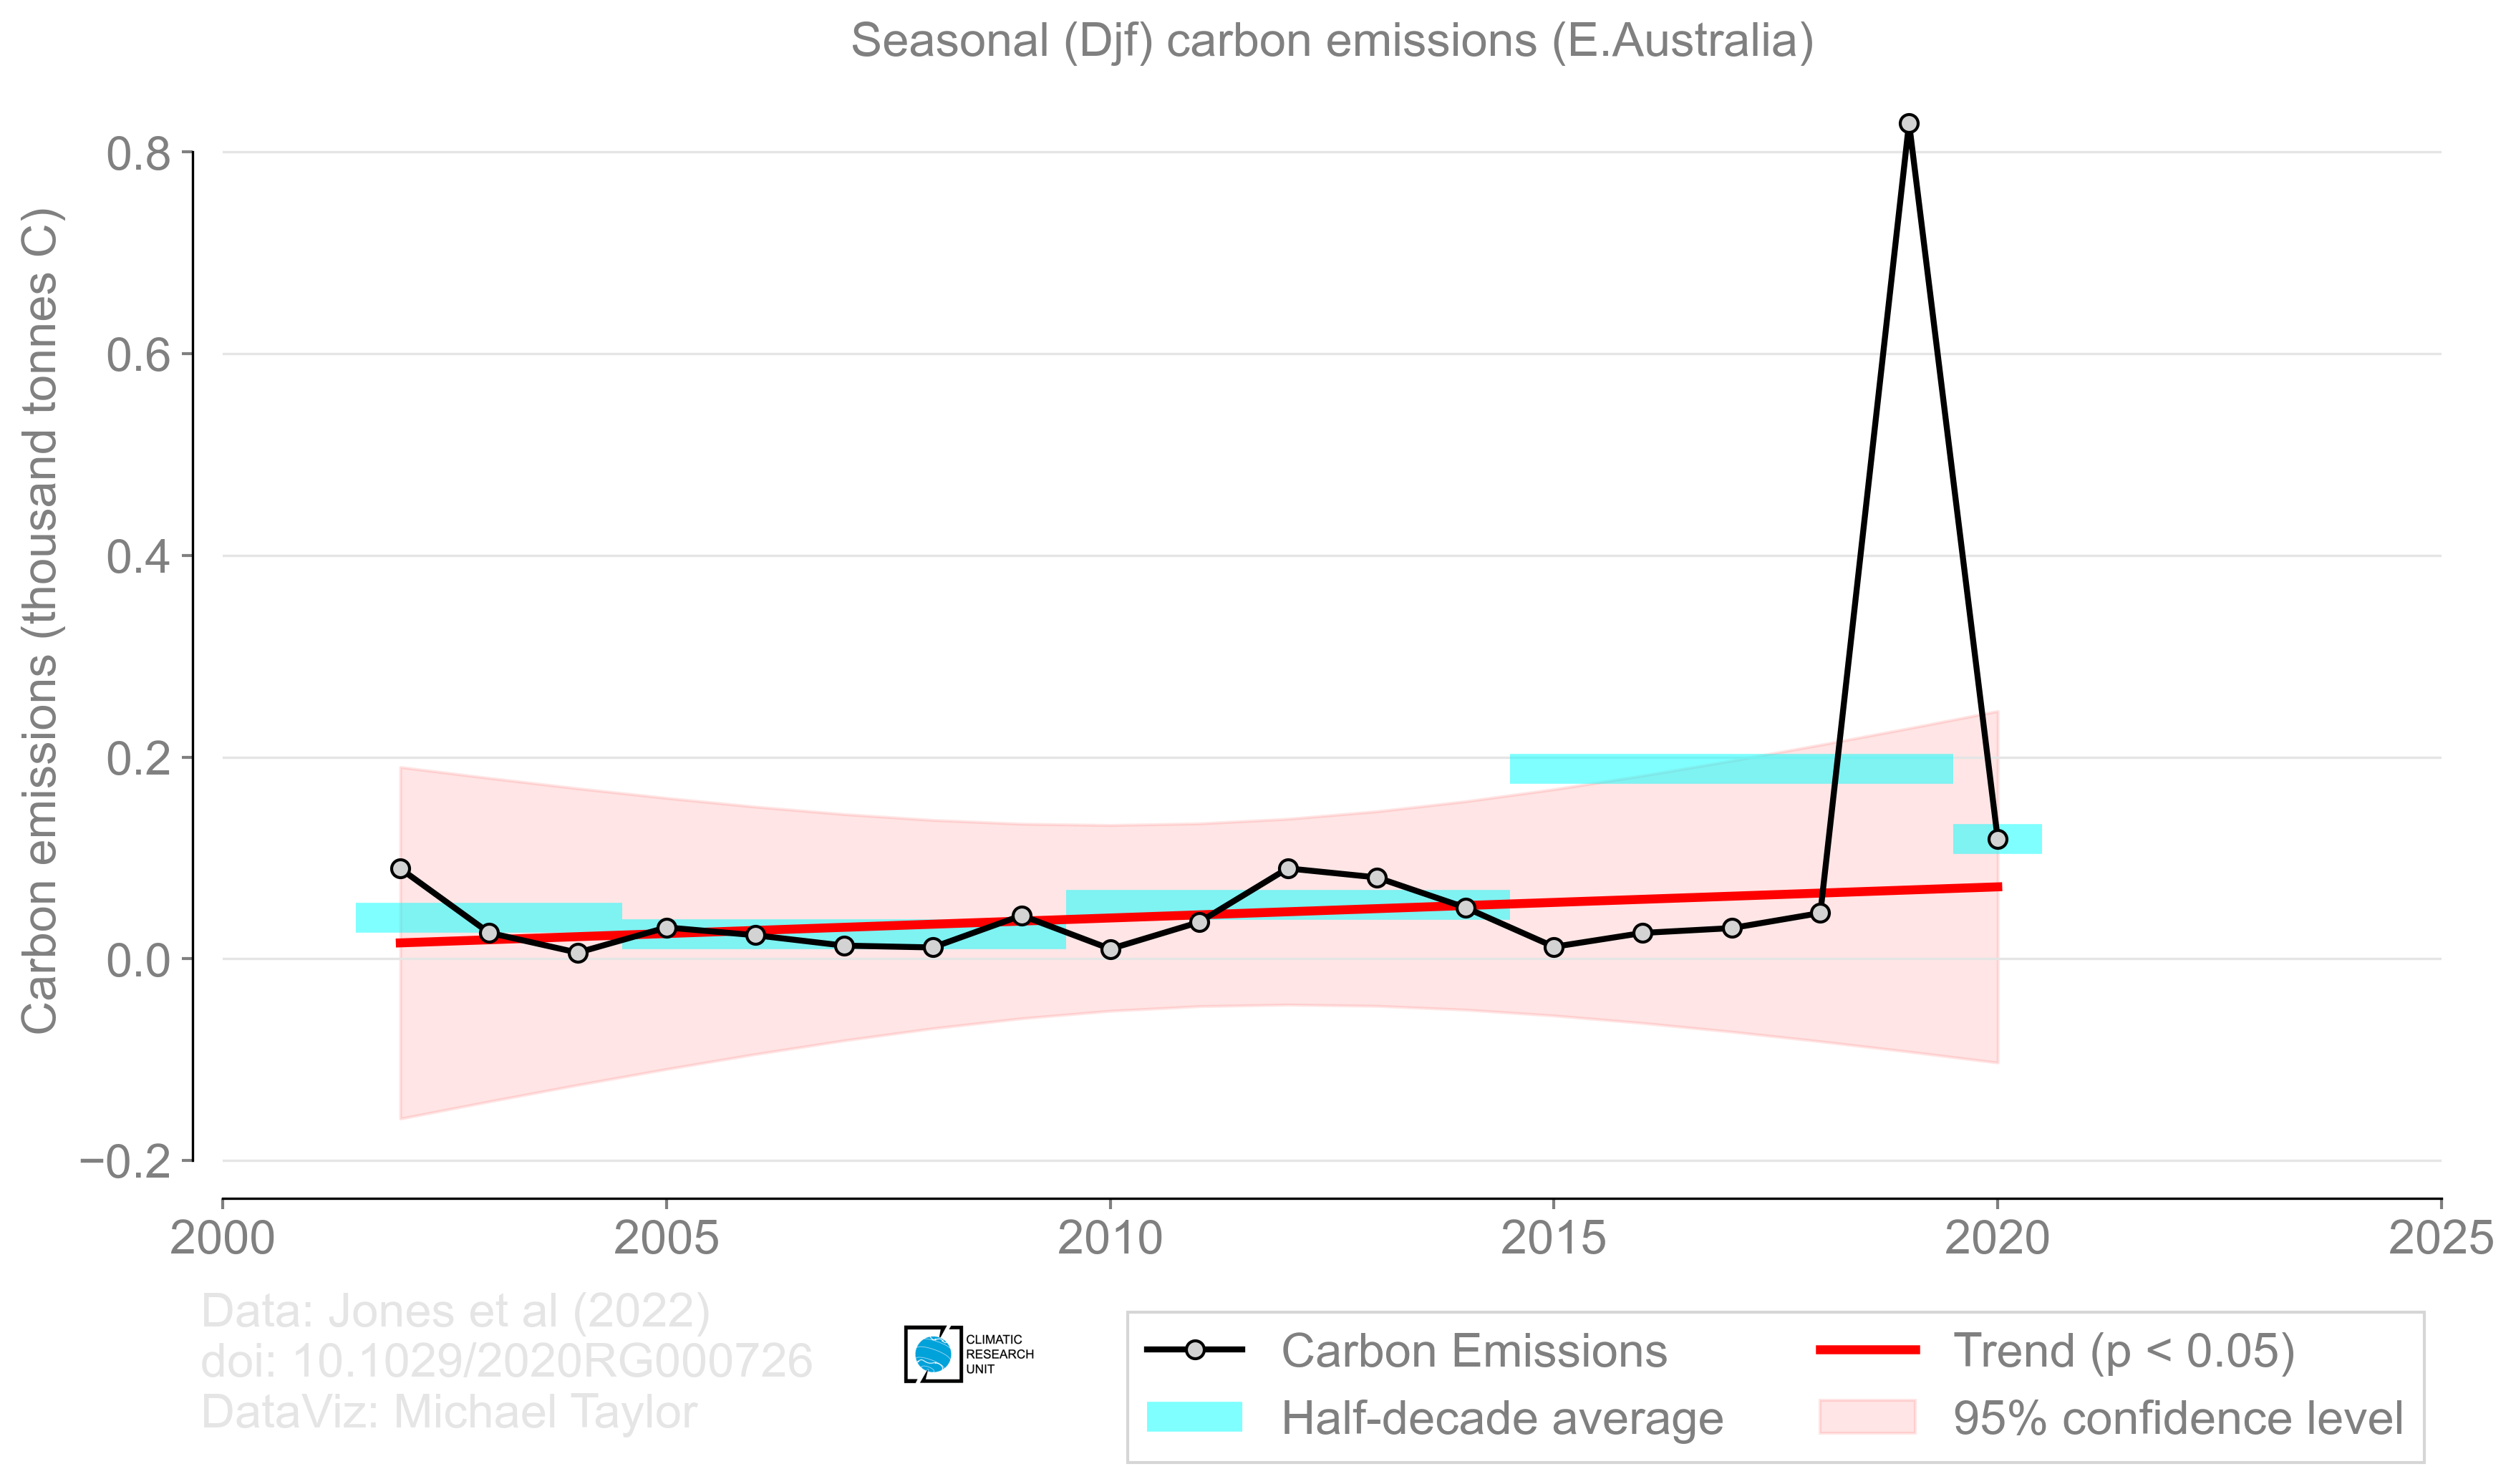 Seasonal (Djf) carbon emissions (E.Australia)
Carbon emissions (thousand tonnes C)
0.8
0.6
0.4
0.2
0.0
−0.2
2000 2005 2010 2015 2020 2025
Data: Jones et al (2022)
doi: 10.1029/2020RG000726
DataViz: Michael Taylor
CLIMATIC
RESEARCH
UNIT
Carbon Emissions
Half-decade average
Trend (p < 0.05)
95% confidence level